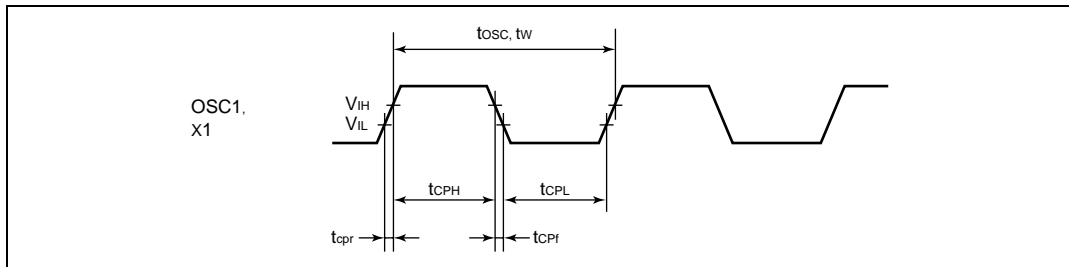 tosc, tw
OSC1,
X1
VIH
VIL
tCPH
tCPL
tcpr
tCPf